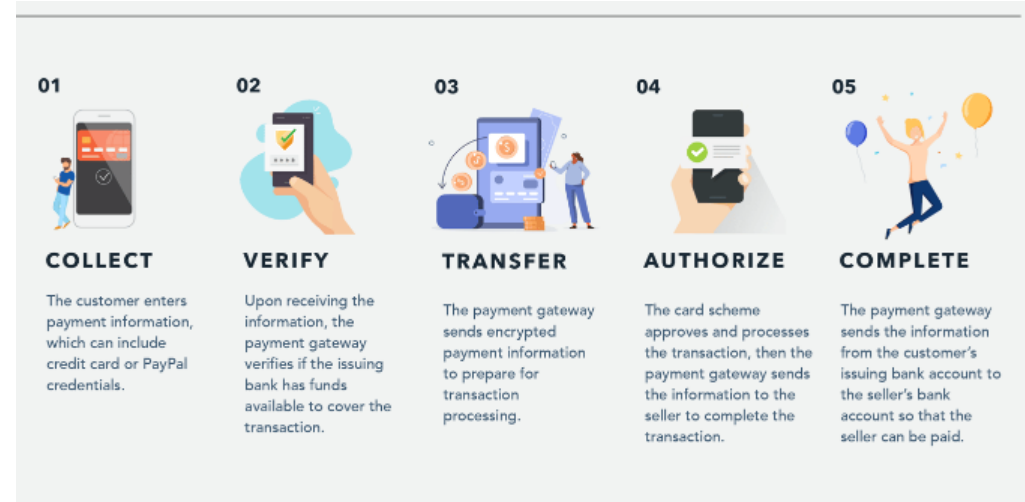 01
COLLECT
The customer enters
payment information,
which can include
credit card or PayPal
credentials.
02
VERIFY
Upon receiving the
information, the
payment gateway
verifies if the issuing
bank has funds
available to cover the
transaction.
03
TRANSFER
The payment gateway
sends encrypted
payment information
to prepare for
transaction
processing.
04
AUTHORIZE
The card scheme
approves and processes
the transaction, then the
payment gateway sends
the information to the
seller to complete the
transaction.
05
COMPLETE
The payment gateway
sends the information
from the customer's
issuing bank account to
the seller's bank
account so that the
seller can be paid.